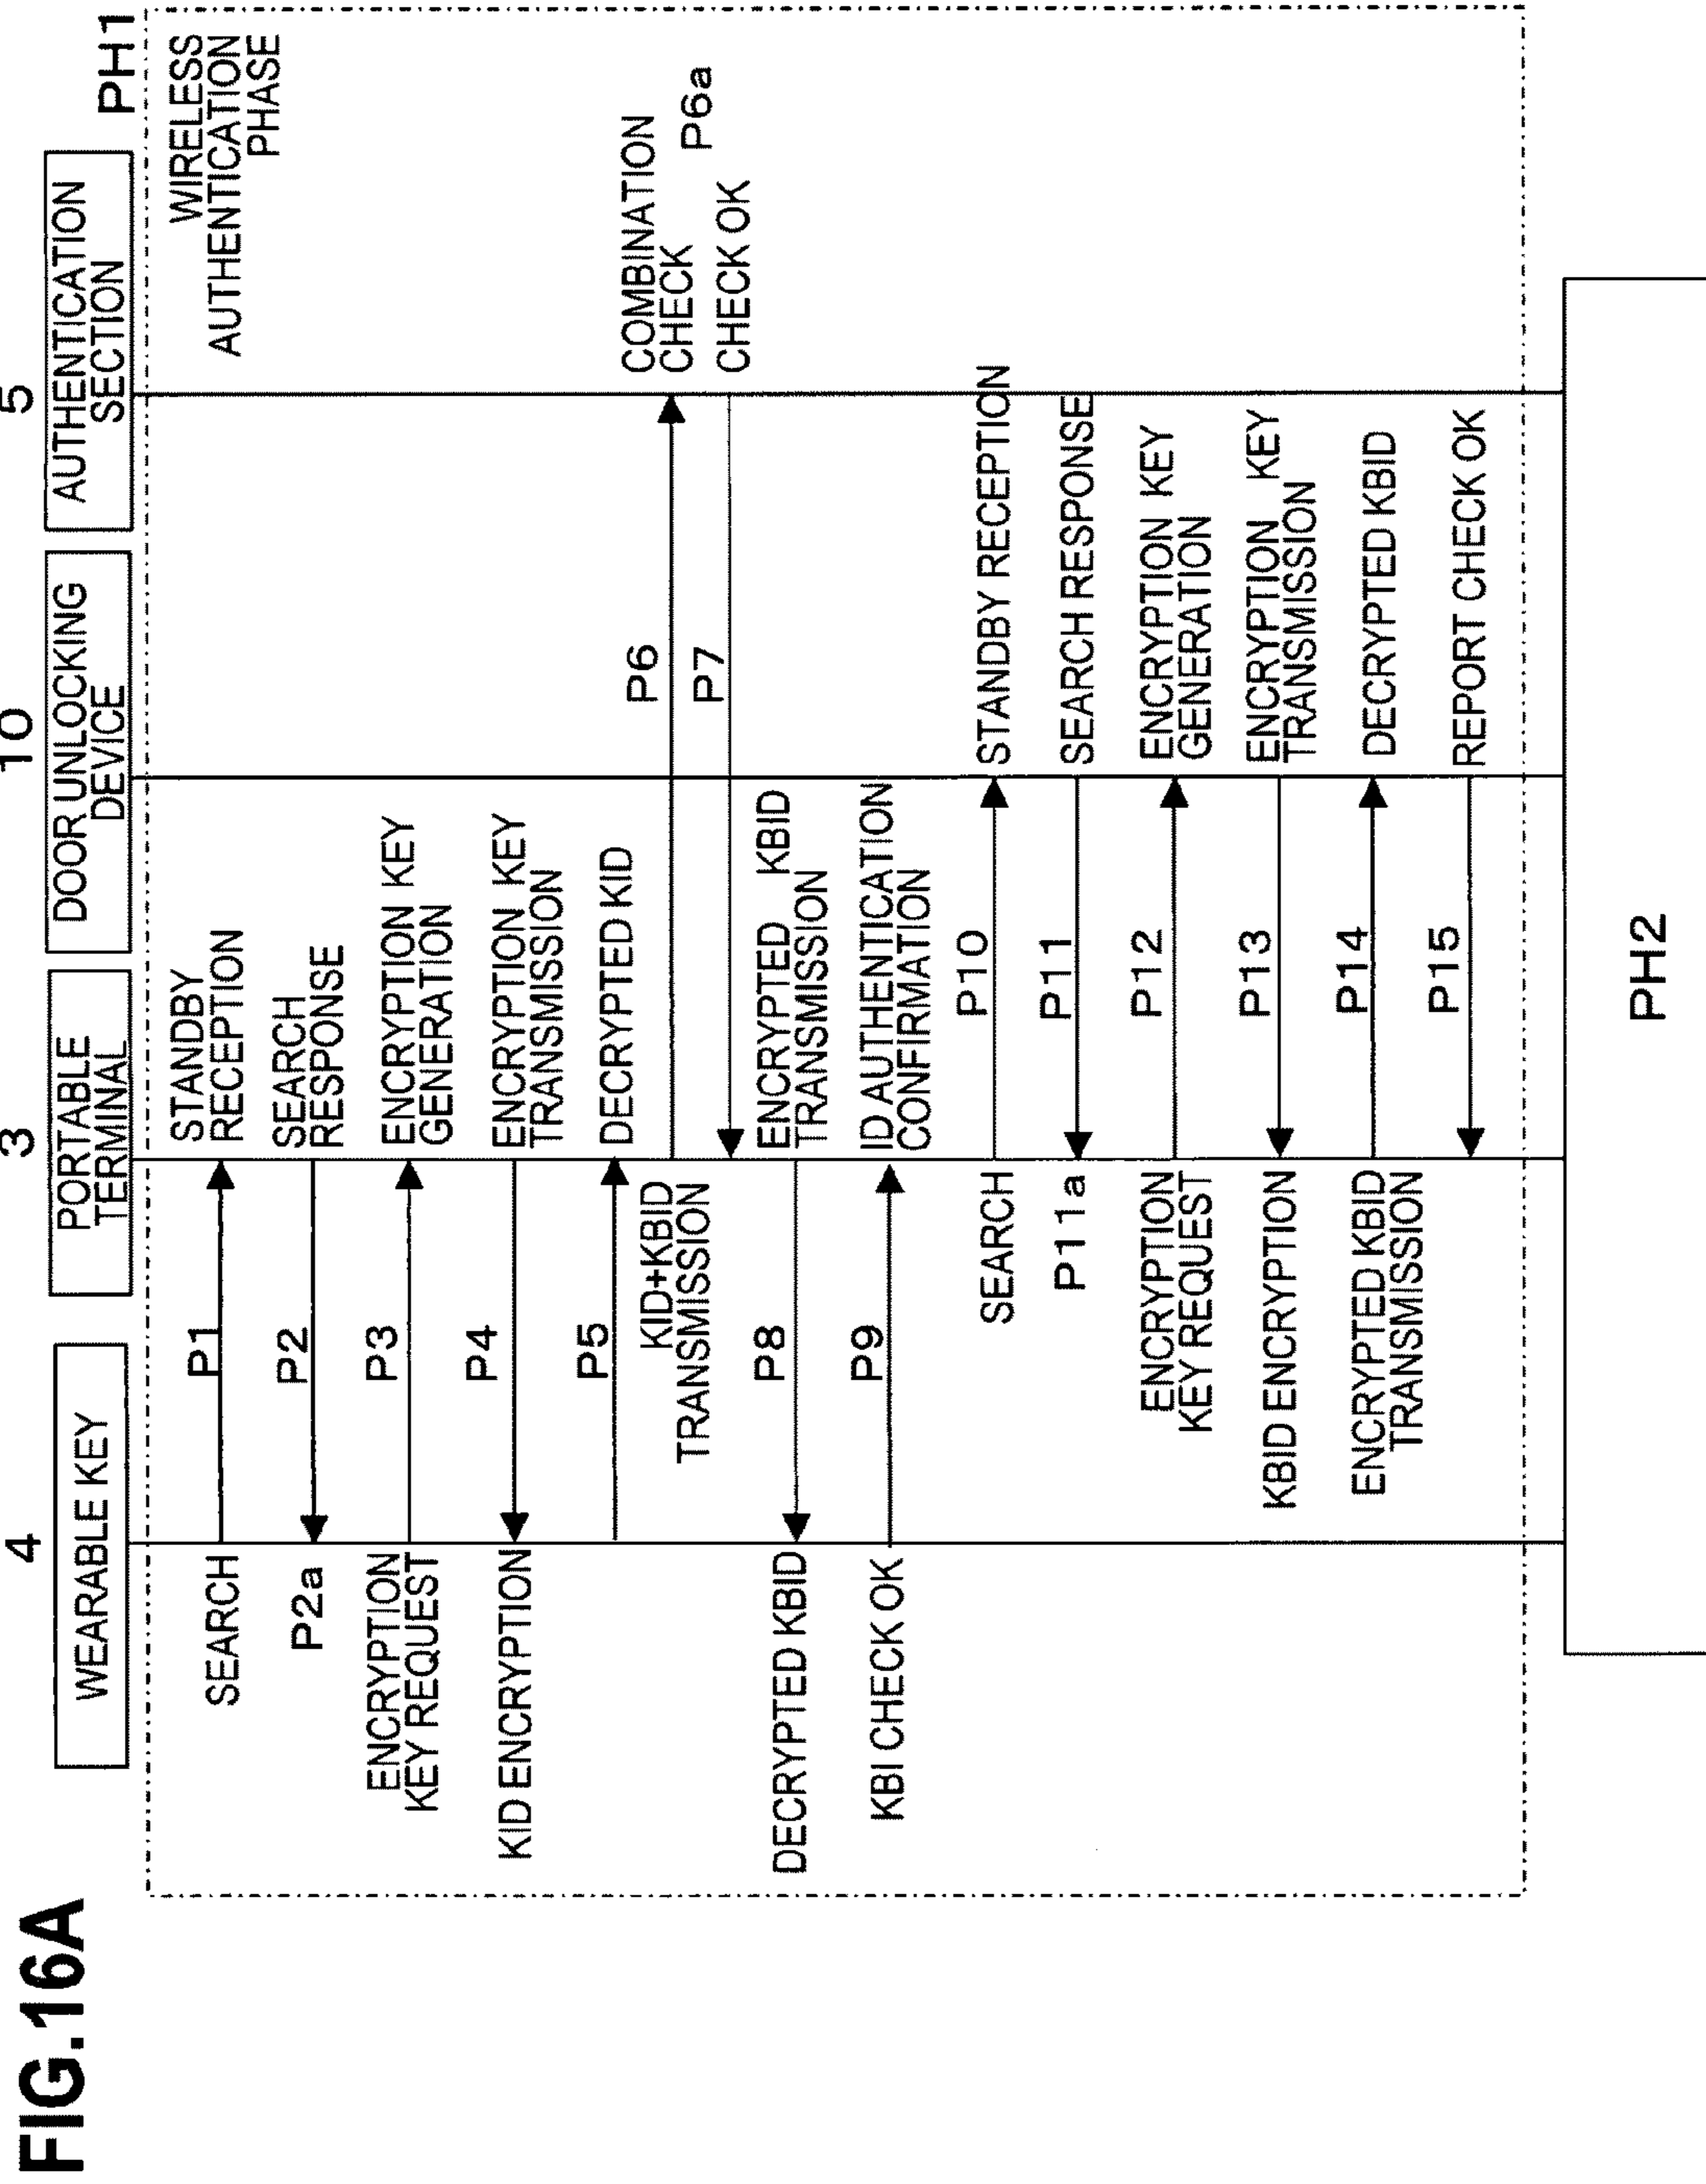 FIG.16A
4
3
10
5
WEARABLE KEY
PORTABLE
TERMINAL
DOOR UNLOCKING
DEVICE
AUTHENTICATION
SECTION
PH1
WIRELESS
AUTHENTICATION
PHASE
SEARCH
P1
STANDBY
RECEPTION
P2a
P2
SEARCH
RESPONSE
ENCRYPTION
KEY REQUEST
P3
ENCRYPTION KEY
GENERATION
KID ENCRYPTION
P4
ENCRYPTION KEY
TRANSMISSION
P5
DECRYPTED KID
KID+KBID
TRANSMISSION
P6
COMBINATION
CHECK
P6a
P7
CHECK OK
DECRYPTED KBID
P8
ENCRYPTED KBID
TRANSMISSION
KBI CHECK OK
P9
ID AUTHENTICATION
CONFIRMATION
SEARCH
P10
STANDBY RECEPTION
P11a
P11
SEARCH RESPONSE
ENCRYPTION
KEY REQUEST
P12
ENCRYPTION KEY
GENERATION
KBID ENCRYPTION
P13
ENCRYPTION KEY
TRANSMISSION
ENCRYPTED KBID
TRANSMISSION
P14
DECRYPTED KBID
P15
REPORT CHECK OK
PH2